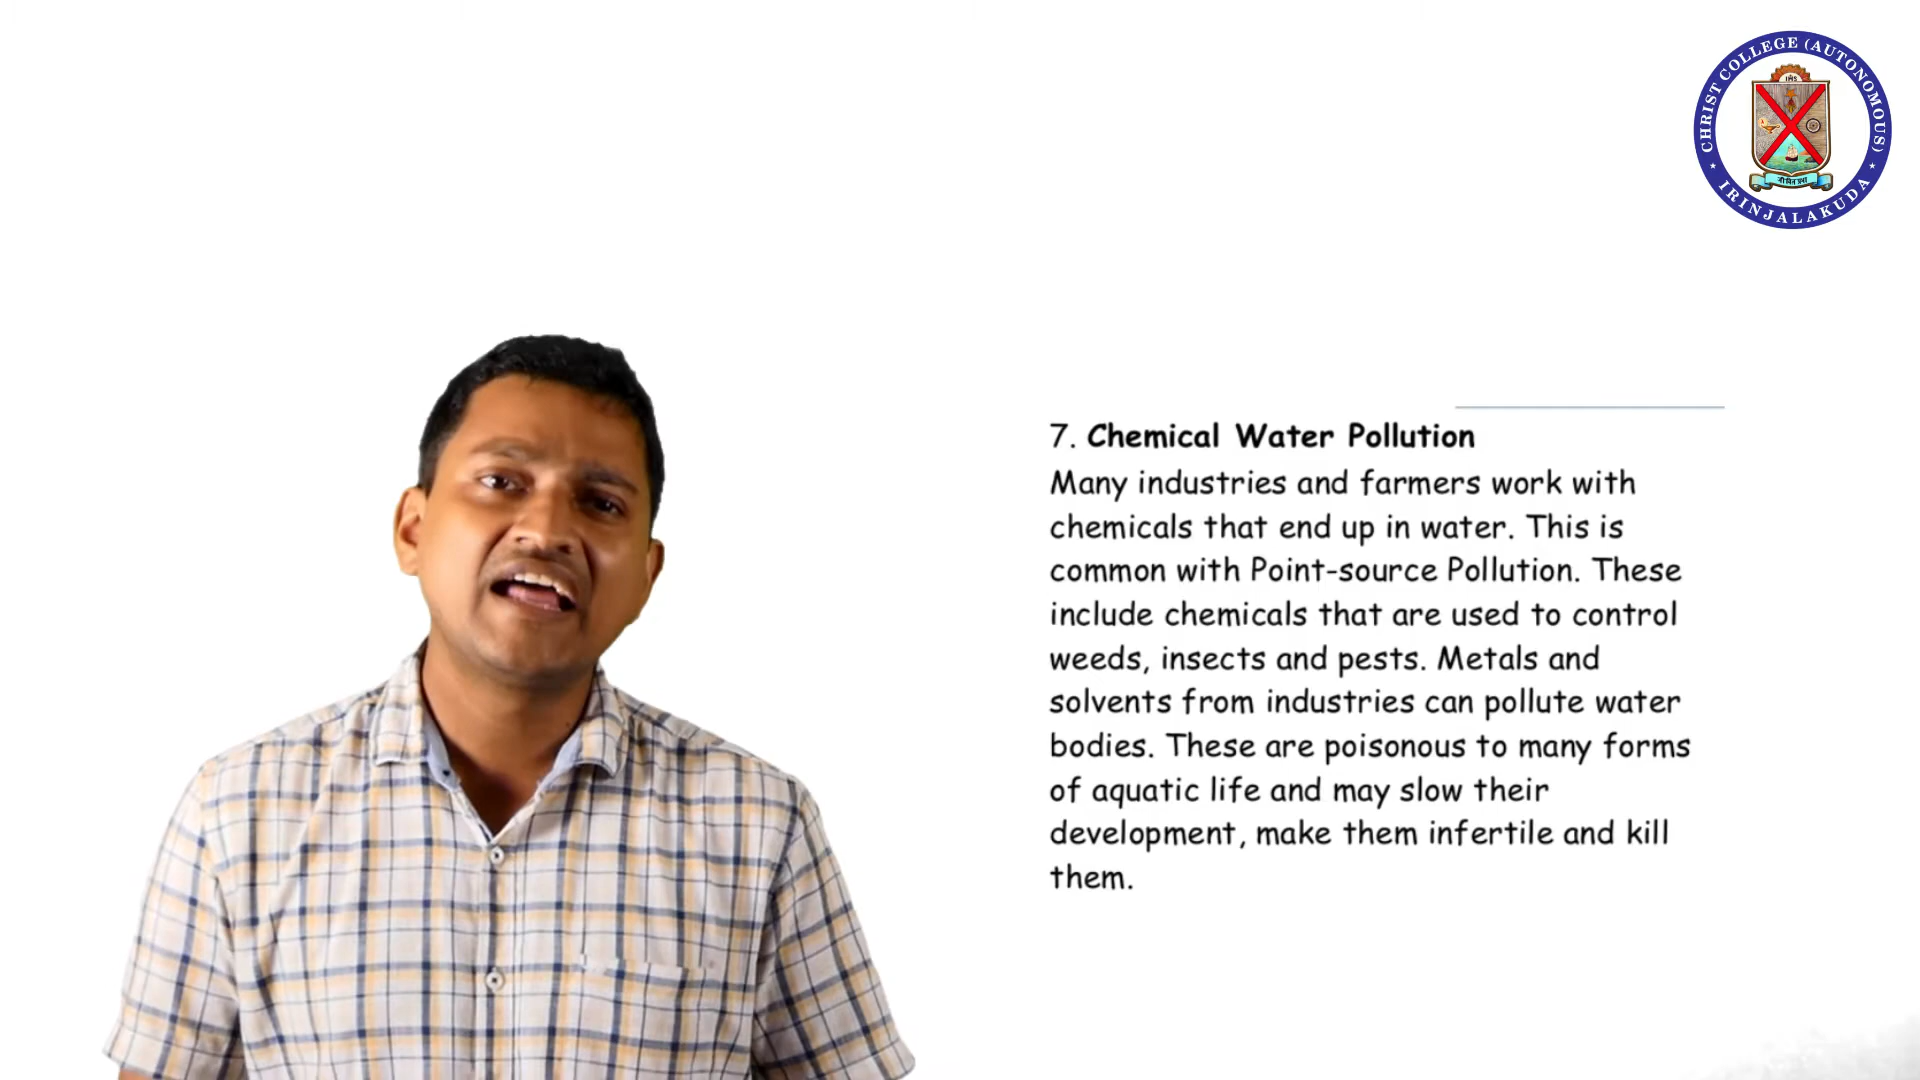 CHRIST COLLEGE (AUTONOMOUS)
IRINJALAKUDA
IHS
7. Chemical Water Pollution
Many industries and farmers work with
chemicals that end up in water. This is
common with Point-source Pollution. These
include chemicals that are used to control
weeds, insects and pests. Metals and
solvents from industries can pollute water
bodies. These are poisonous to many forms
of aquatic life and may slow their
development, make them infertile and kill
them.